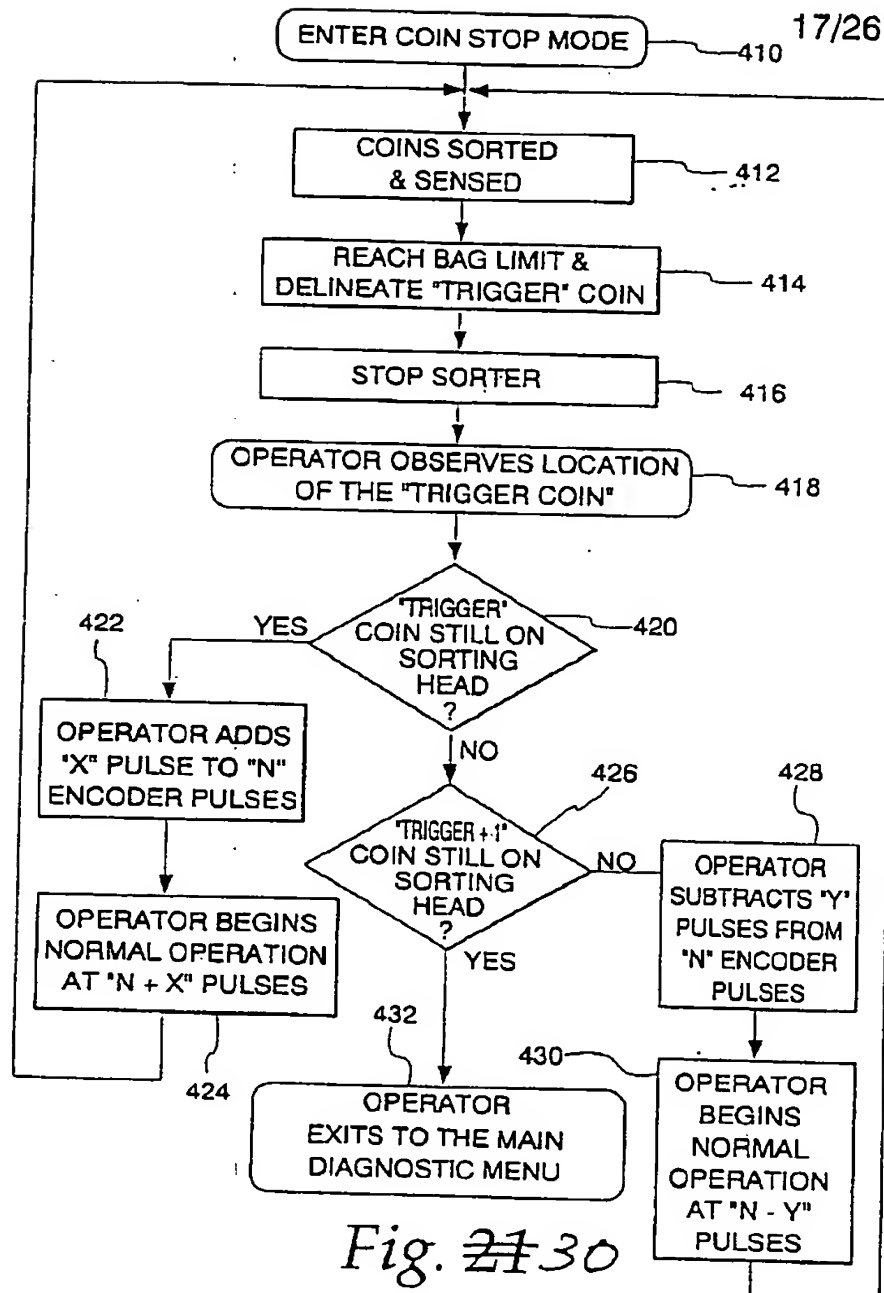 17/26
ENTER COIN STOP MODE
410
COINS SORTED
& SENSED
412
REACH BAG LIMIT &
DELINEATE "TRIGGER" COIN
414
STOP SORTER
416
OPERATOR OBSERVES LOCATION
OF THE "TRIGGER COIN"
418
"TRIGGER"
COIN STILL ON
SORTING
HEAD
?
420
YES
NO
422
OPERATOR ADDS
"X" PULSE TO "N"
ENCODER PULSES
OPERATOR BEGINS
NORMAL OPERATION
AT "N + X" PULSES
424
"TRIGGER + 1"
COIN STILL ON
SORTING
HEAD
?
426
NO
YES
428
OPERATOR
SUBTRACTS "Y"
PULSES FROM
"N" ENCODER
PULSES
430
OPERATOR
BEGINS
NORMAL
OPERATION
AT "N - Y"
PULSES
432
OPERATOR
EXITS TO THE MAIN
DIAGNOSTIC MENU
Fig. 21 30